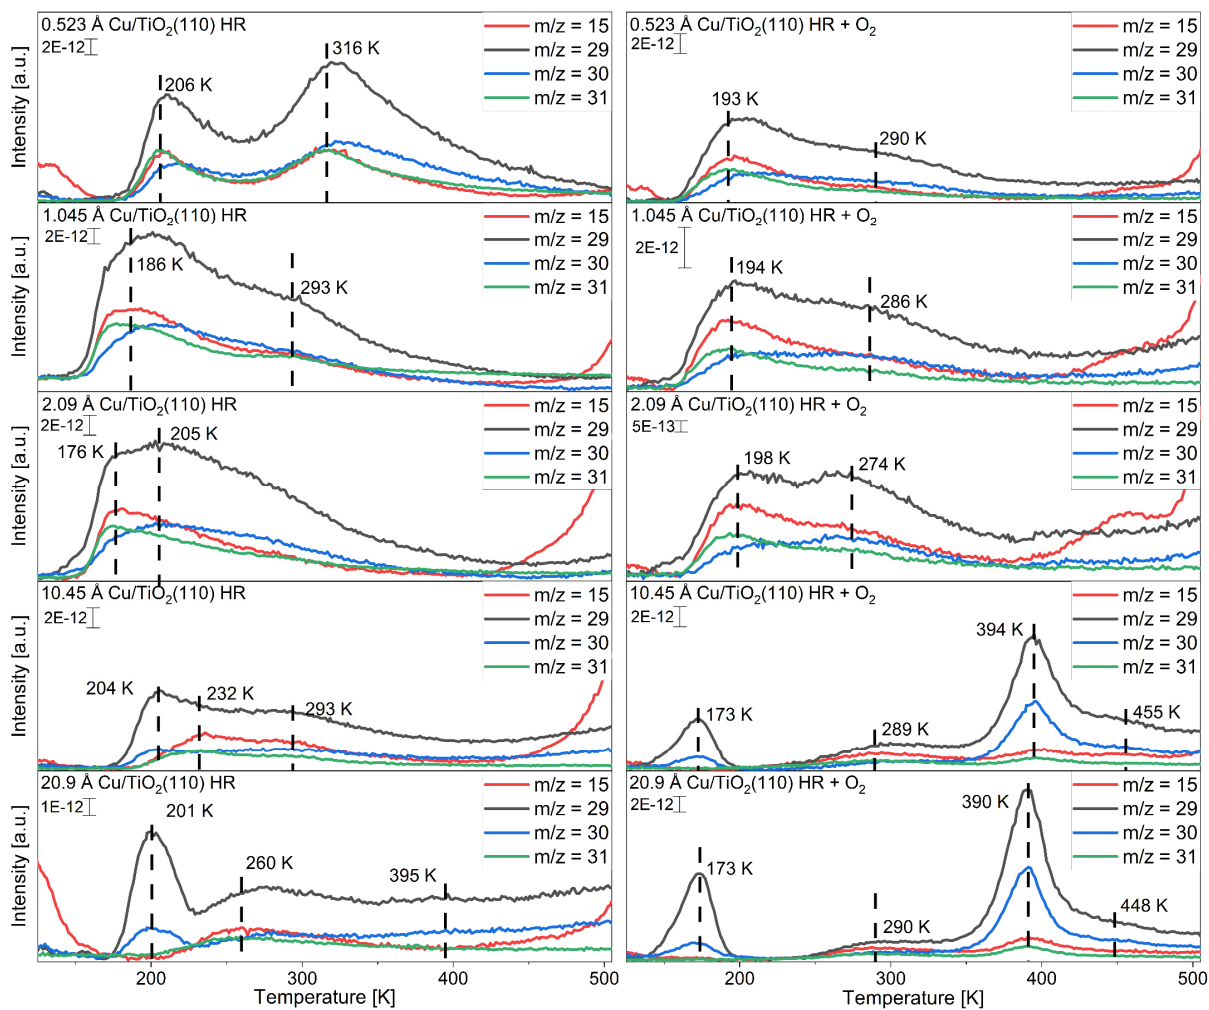 0.523 Å Cu/TiO2(110) HR
2E-12
206 K
316 K
m/z = 15
m/z = 29
m/z = 30
m/z = 31
Intensity [a.u.]
0.523 Å Cu/TiO2(110) HR + O2
2E-12
193 K
290 K
m/z = 15
m/z = 29
m/z = 30
m/z = 31
1.045 Å Cu/TiO2(110) HR
2E-12
186 K
293 K
m/z = 15
m/z = 29
m/z = 30
m/z = 31
Intensity [a.u.]
1.045 Å Cu/TiO2(110) HR + O2
2E-12
194 K
286 K
m/z = 15
m/z = 29
m/z = 30
m/z = 31
2.09 Å Cu/TiO2(110) HR
2E-12
176 K
205 K
m/z = 15
m/z = 29
m/z = 30
m/z = 31
Intensity [a.u.]
2.09 Å Cu/TiO2(110) HR + O2
5E-13
198 K
274 K
m/z = 15
m/z = 29
m/z = 30
m/z = 31
10.45 Å Cu/TiO2(110) HR
2E-12
204 K
232 K
293 K
m/z = 15
m/z = 29
m/z = 30
m/z = 31
Intensity [a.u.]
10.45 Å Cu/TiO2(110) HR + O2
2E-12
173 K
289 K
394 K
455 K
m/z = 15
m/z = 29
m/z = 30
m/z = 31
20.9 Å Cu/TiO2(110) HR
1E-12
201 K
260 K
395 K
m/z = 15
m/z = 29
m/z = 30
m/z = 31
Intensity [a.u.]
200
300
400
500
Temperature [K]
20.9 Å Cu/TiO2(110) HR + O2
2E-12
173 K
290 K
390 K
448 K
m/z = 15
m/z = 29
m/z = 30
m/z = 31
200
300
400
500
Temperature [K]